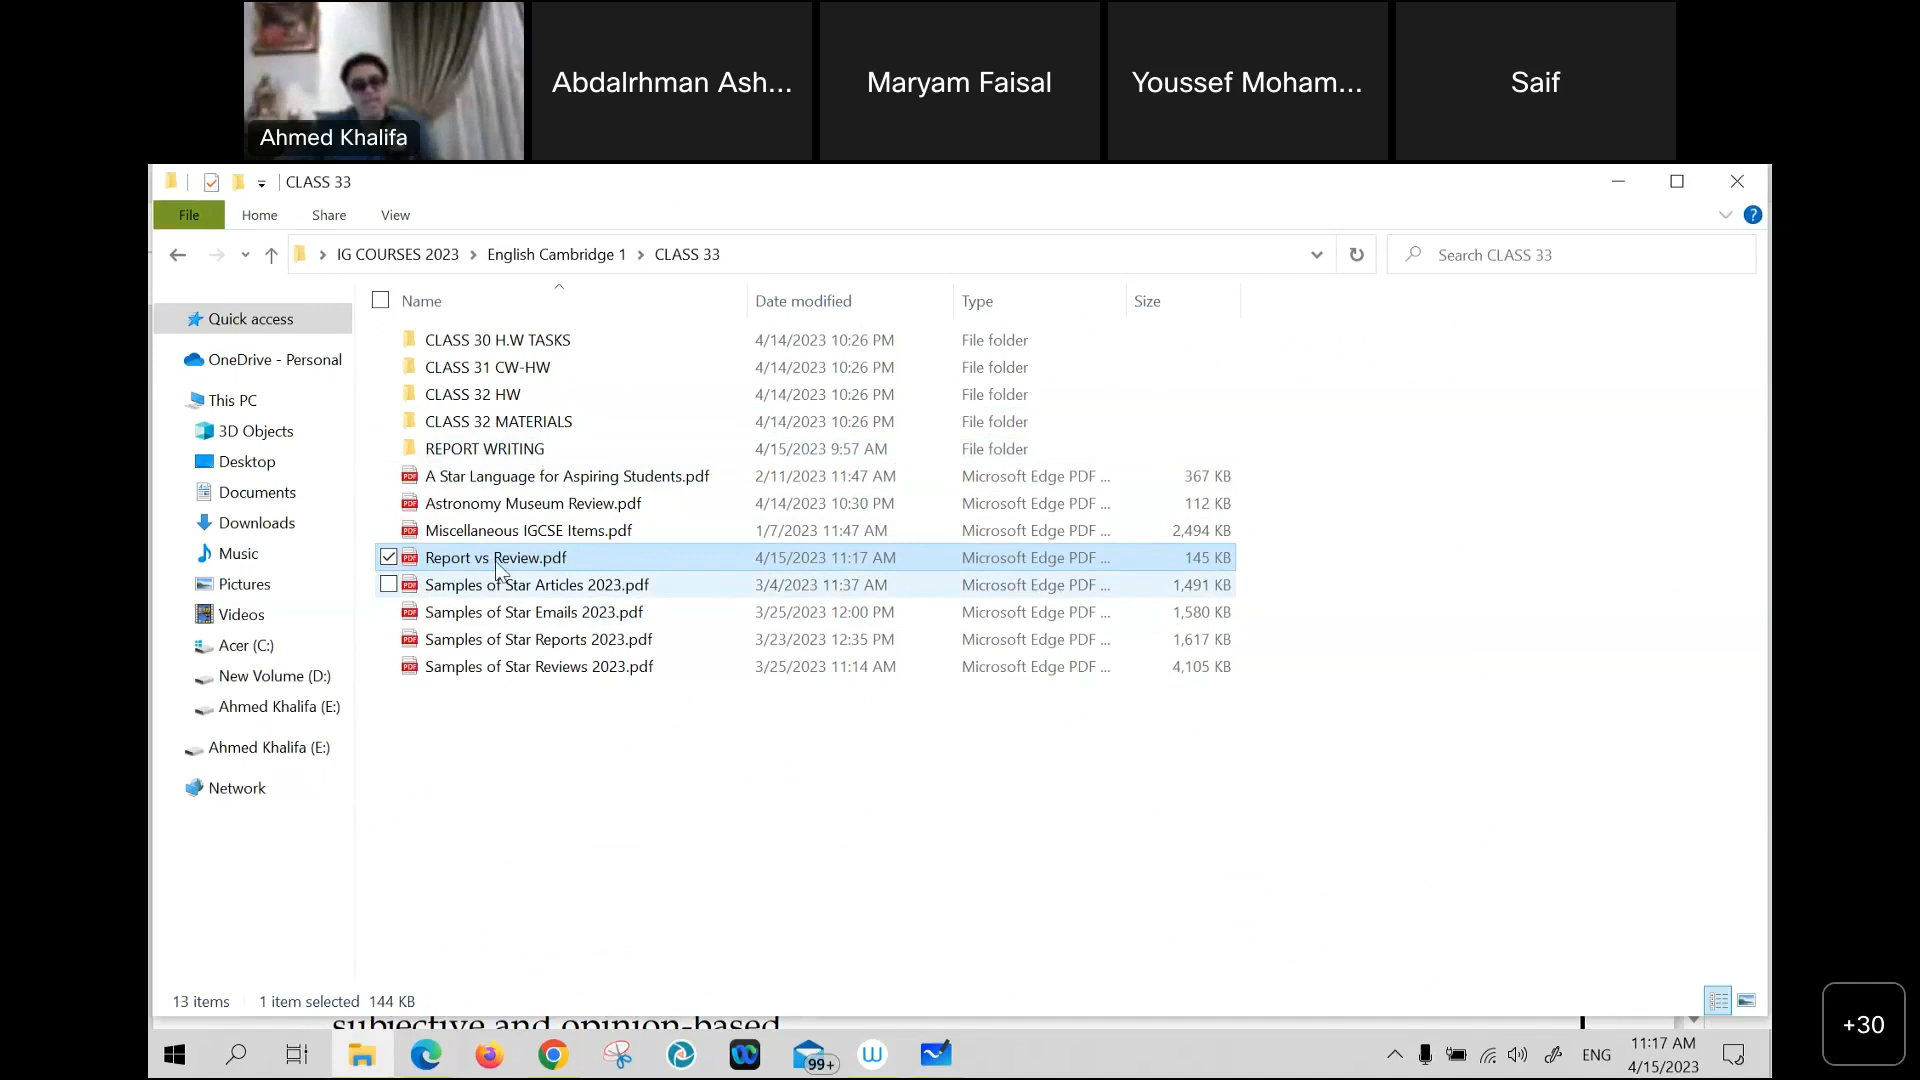 Ahmed Khalifa
Abdalrhman Ash...
Maryam Faisal
Youssef Moham...
Saif
CLASS 33
File Home Share View
IG COURSES 2023 > English Cambridge 1 > CLASS 33
Search CLASS 33
Name Date modified Type Size
Quick access
OneDrive - Personal
This PC
3D Objects
Desktop
Documents
Downloads
Music
Pictures
Videos
Acer (C:)
New Volume (D:)
Ahmed Khalifa (E:)
Ahmed Khalifa (E:)
Network
CLASS 30 H.W TASKS 4/14/2023 10:26 PM File folder
CLASS 31 CW-HW 4/14/2023 10:26 PM File folder
CLASS 32 HW 4/14/2023 10:26 PM File folder
CLASS 32 MATERIALS 4/14/2023 10:26 PM File folder
REPORT WRITING 4/15/2023 9:57 AM File folder
A Star Language for Aspiring Students.pdf 2/11/2023 11:47 AM Microsoft Edge PDF ... 367 KB
Astronomy Museum Review.pdf 4/14/2023 10:30 PM Microsoft Edge PDF ... 112 KB
Miscellaneous IGCSE Items.pdf 1/7/2023 11:47 AM Microsoft Edge PDF ... 2,494 KB
Report vs Review.pdf 4/15/2023 11:17 AM Microsoft Edge PDF ... 145 KB
Samples of Star Articles 2023.pdf 3/4/2023 11:37 AM Microsoft Edge PDF ... 1,491 KB
Samples of Star Emails 2023.pdf 3/25/2023 12:00 PM Microsoft Edge PDF ... 1,580 KB
Samples of Star Reports 2023.pdf 3/23/2023 12:35 PM Microsoft Edge PDF ... 1,617 KB
Samples of Star Reviews 2023.pdf 3/25/2023 11:14 AM Microsoft Edge PDF ... 4,105 KB
13 items 1 item selected 144 KB
subjective and opinion-based
+30
99+
ENG
11:17 AM
4/15/2023